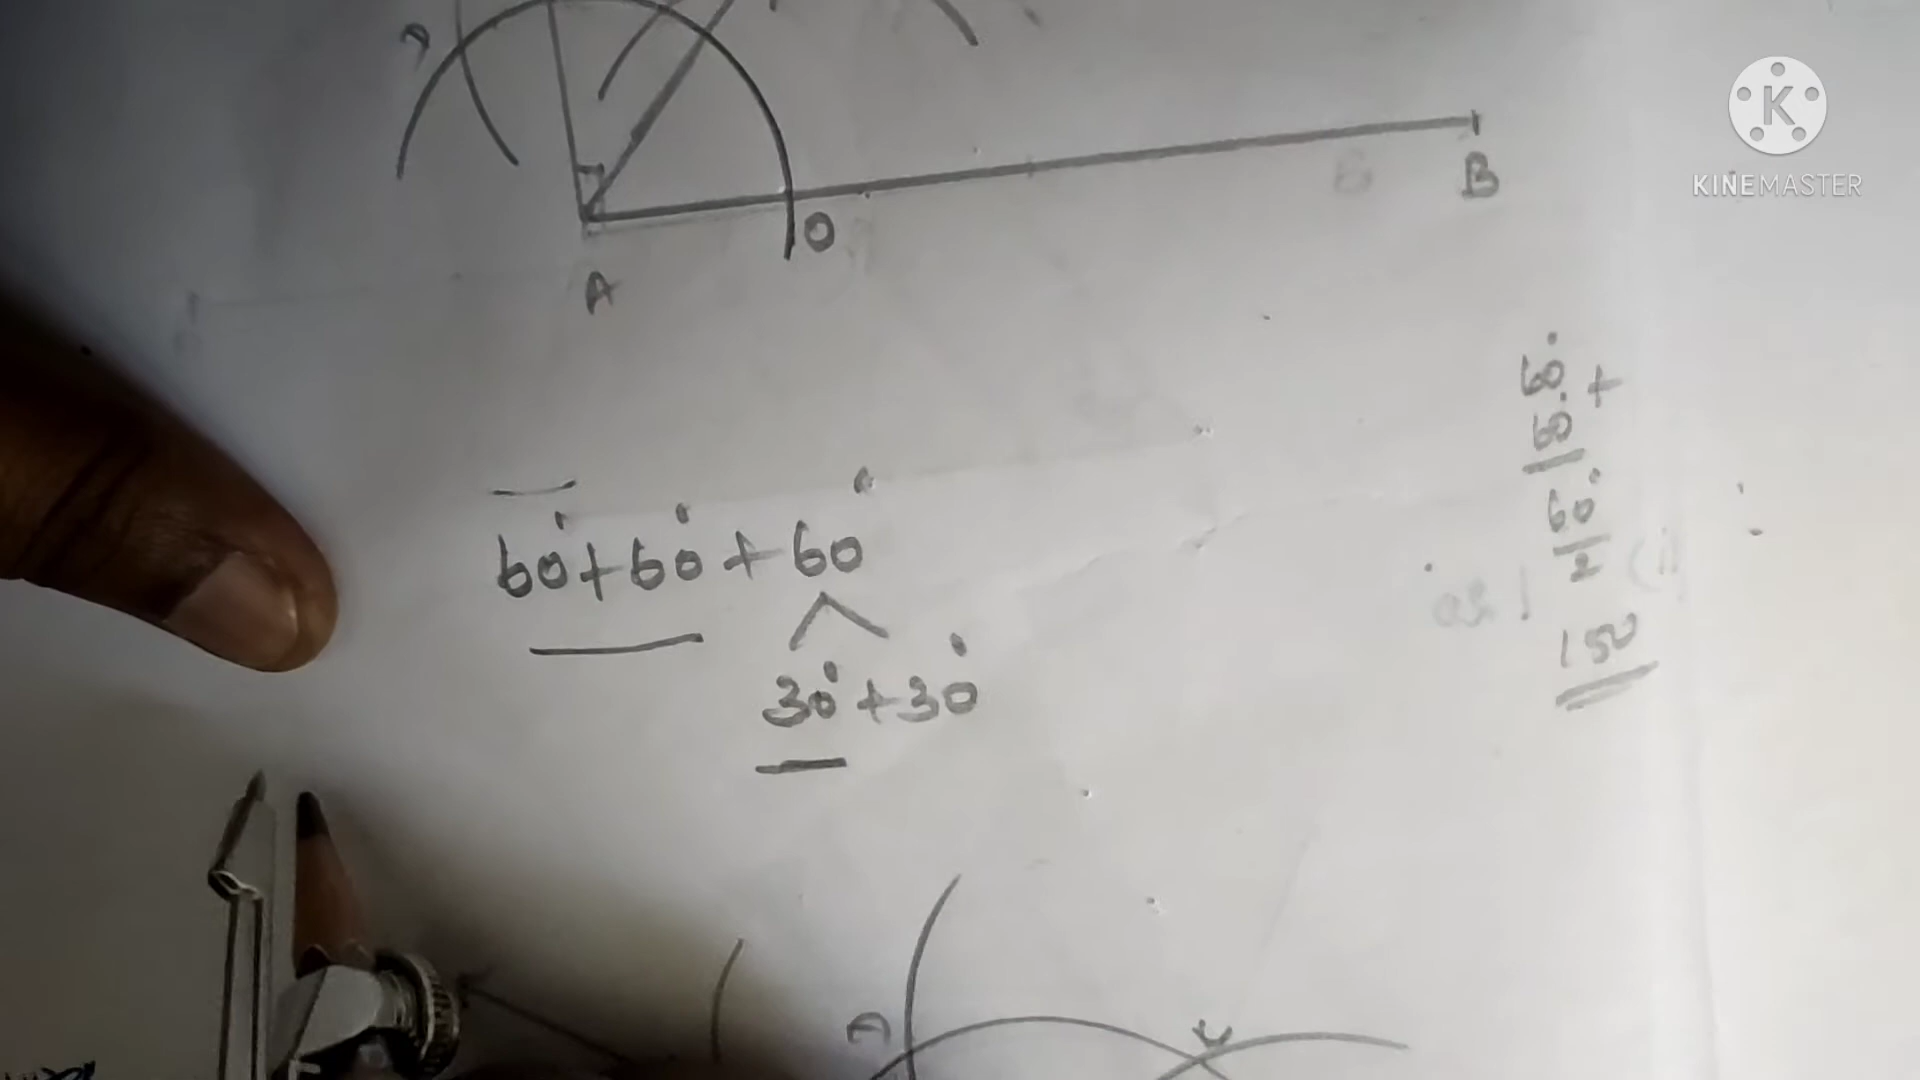 D
A
O
B
B
K
KINEMASTER
60° + 60° + 60°
30° + 30
60°
60°
+
60°
2
150
D